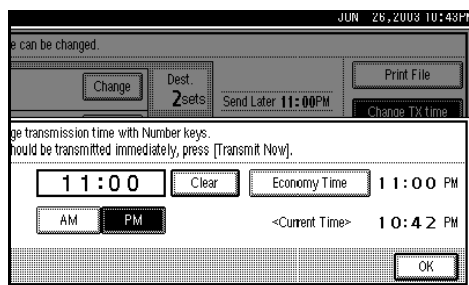 JUN 26,2003 10:43PM
e can be changed.
Change
Dest.
2sets
Send Later 11:00PM
Print File
Change TX time
ge transmission time with Number keys.
hould be transmitted immediately, press [Transmit Now].
11:00 Clear Economy Time 11:00 PM
AM PM <Current Time> 10:42 PM
OK